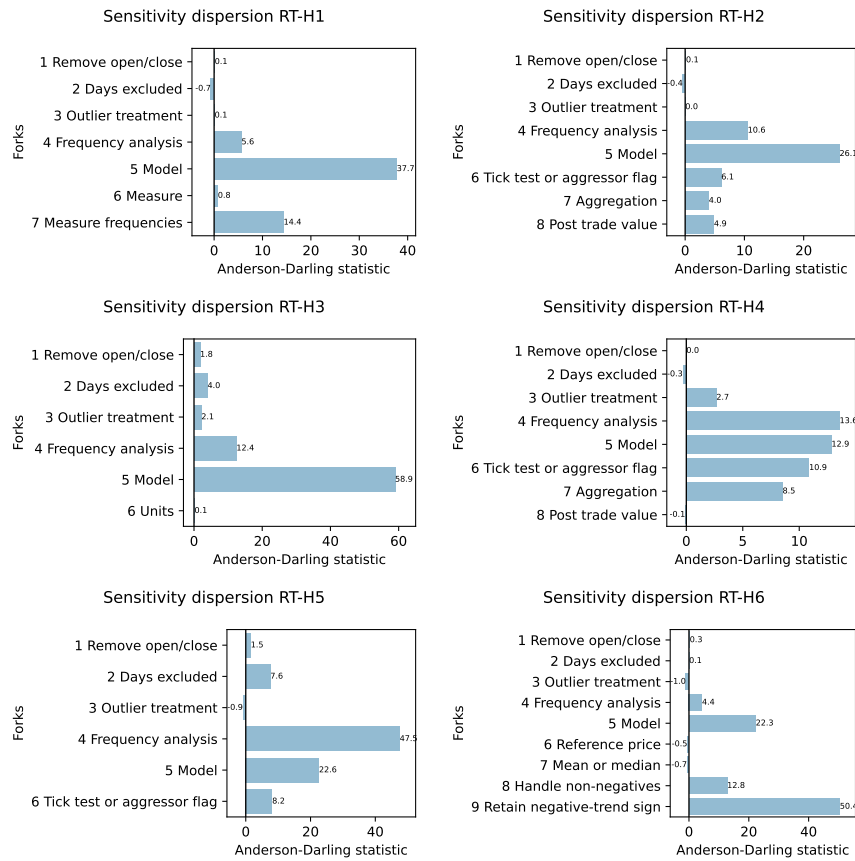 Sensitivity dispersion RT-H1
Forks
1 Remove open/close 0.1
2 Days excluded -0.7
3 Outlier treatment 0.1
4 Frequency analysis 5.6
5 Model 37.7
6 Measure 0.8
7 Measure frequencies 14.4
0 10 20 30 40
Anderson-Darling statistic
Sensitivity dispersion RT-H2
Forks
1 Remove open/close 0.1
2 Days excluded -0.4
3 Outlier treatment 0.0
4 Frequency analysis 10.6
5 Model 26.1
6 Tick test or aggressor flag 6.1
7 Aggregation 4.0
8 Post trade value 4.9
0 10 20
Anderson-Darling statistic
Sensitivity dispersion RT-H3
Forks
1 Remove open/close 1.8
2 Days excluded 4.0
3 Outlier treatment 2.1
4 Frequency analysis 12.4
5 Model 58.9
6 Units 0.1
0 20 40 60
Anderson-Darling statistic
Sensitivity dispersion RT-H4
Forks
1 Remove open/close 0.0
2 Days excluded -0.3
3 Outlier treatment 2.7
4 Frequency analysis 13.6
5 Model 12.9
6 Tick test or aggressor flag 10.9
7 Aggregation 8.5
8 Post trade value -0.1
0 5 10
Anderson-Darling statistic
Sensitivity dispersion RT-H5
Forks
1 Remove open/close 1.5
2 Days excluded 7.6
3 Outlier treatment -0.9
4 Frequency analysis 47.5
5 Model 22.6
6 Tick test or aggressor flag 8.2
0 20 40
Anderson-Darling statistic
Sensitivity dispersion RT-H6
Forks
1 Remove open/close 0.3
2 Days excluded 0.1
3 Outlier treatment -1.0
4 Frequency analysis 4.4
5 Model 22.3
6 Reference price -0.5
7 Mean or median -0.7
8 Handle non-negatives 12.8
9 Retain negative-trend sign 50.4
0 20 40
Anderson-Darling statistic